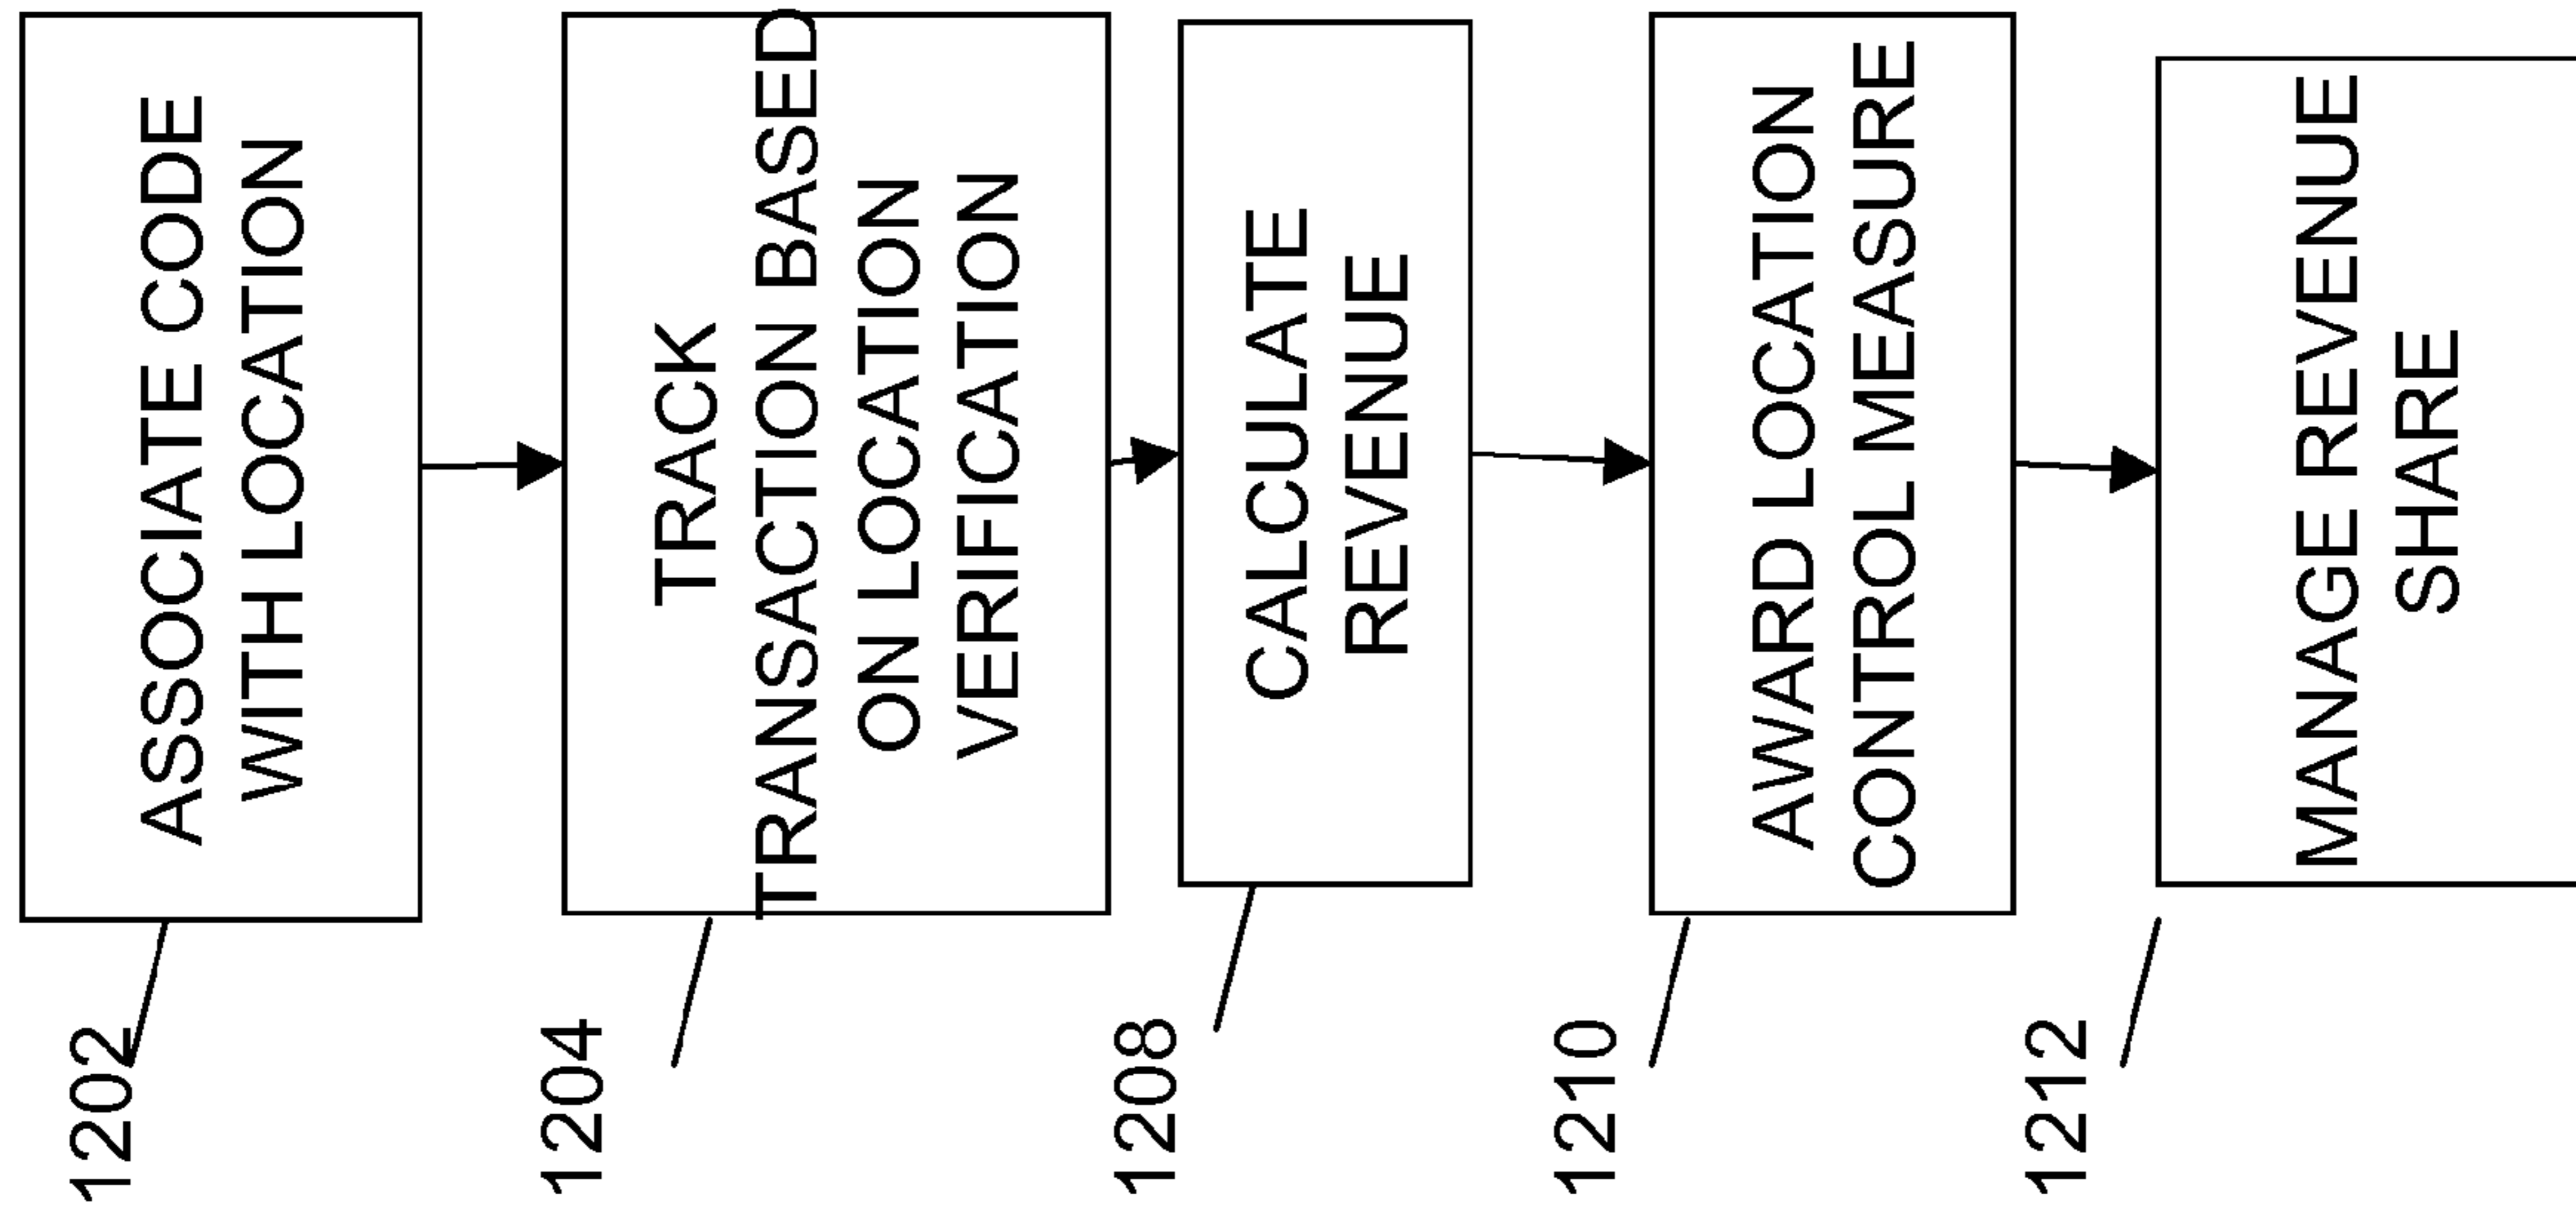 1202
ASSOCIATE CODE
WITH LOCATION
1204
TRACK
TRANSACTION BASED
ON LOCATION
VERIFICATION
1208
CALCULATE
REVENUE
1210
AWARD LOCATION
CONTROL MEASURE
1212
MANAGE REVENUE
SHARE